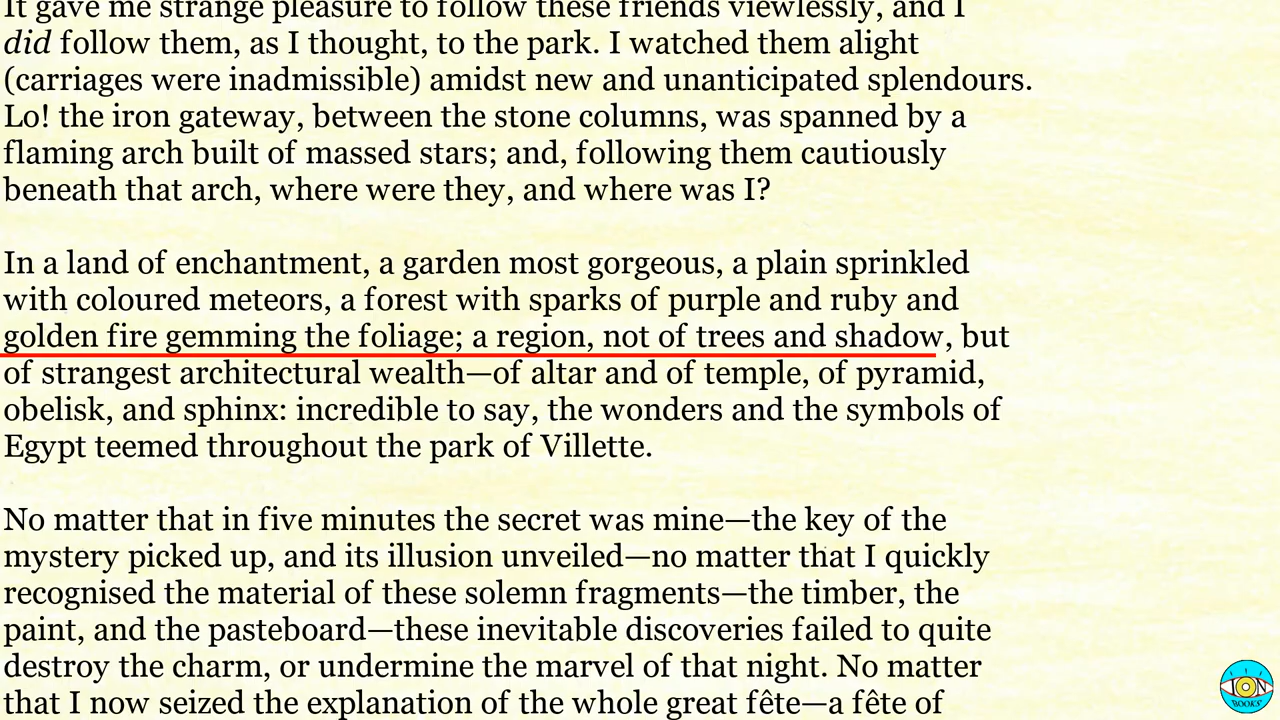 It gave me strange pleasure to follow these friends viewlessly, and I
did follow them, as I thought, to the park. I watched them alight
(carriages were inadmissible) amidst new and unanticipated splendours.
Lo! the iron gateway, between the stone columns, was spanned by a
flaming arch built of massed stars; and, following them cautiously
beneath that arch, where were they, and where was I?
In a land of enchantment, a garden most gorgeous, a plain sprinkled
with coloured meteors, a forest with sparks of purple and ruby and
golden fire gemming the foliage; a region, not of trees and shadow, but
of strangest architectural wealth—of altar and of temple, of pyramid,
obelisk, and sphinx: incredible to say, the wonders and the symbols of
Egypt teemed throughout the park of Villette.
No matter that in five minutes the secret was mine—the key of the
mystery picked up, and its illusion unveiled—no matter that I quickly
recognised the material of these solemn fragments—the timber, the
paint, and the pasteboard—these inevitable discoveries failed to quite
destroy the charm, or undermine the marvel of that night. No matter
that I now seized the explanation of the whole great fête—a fête of
ION
BOOKS